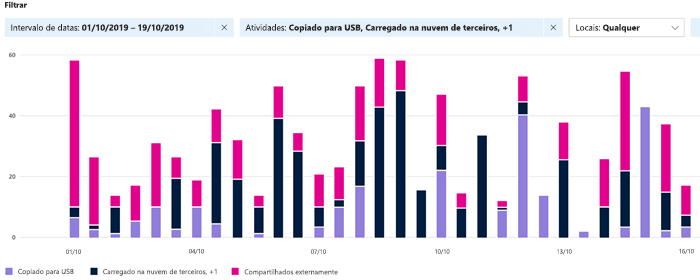 Filtrar
Intervalo de datas: 01/10/2019 – 19/10/2019 ✕ Atividades: Copiado para USB, Carregado na nuvem de terceiros, +1 ✕ Locais: Qualquer
60
40
20
0
01/10 04/10 07/10 10/10 13/10 16/10
Copiado para USB Carregado na nuvem de terceiros, +1 Compartilhados externamente